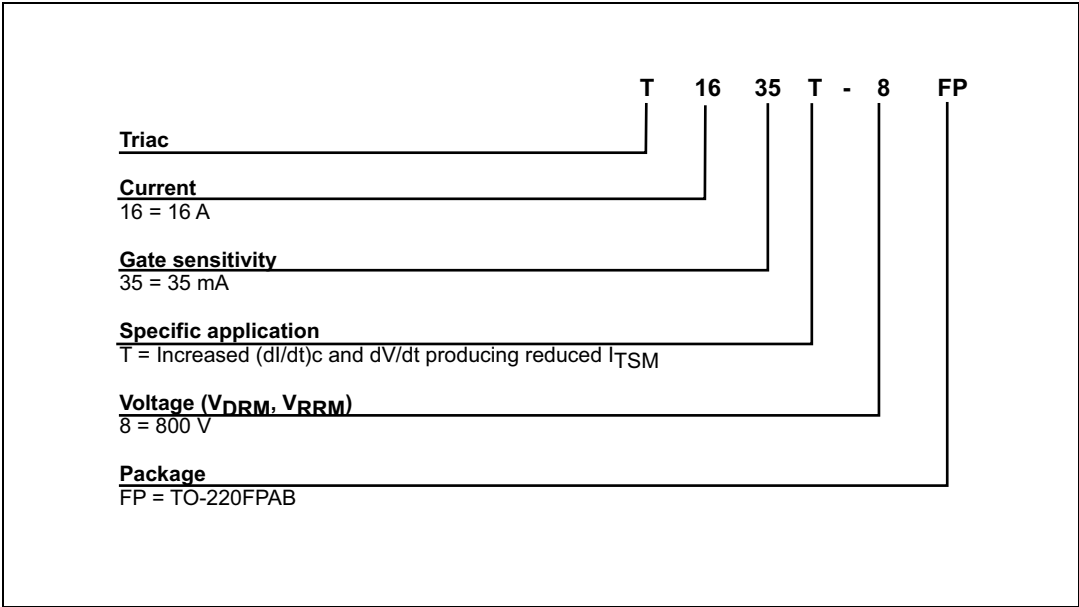 T 16 35 T - 8 FP
Triac
Current
16 = 16 A
Gate sensitivity
35 = 35 mA
Specific application
T = Increased (dI/dt)c and dV/dt producing reduced ITSM
Voltage (VDRM, VRRM)
8 = 800 V
Package
FP = TO-220FPAB